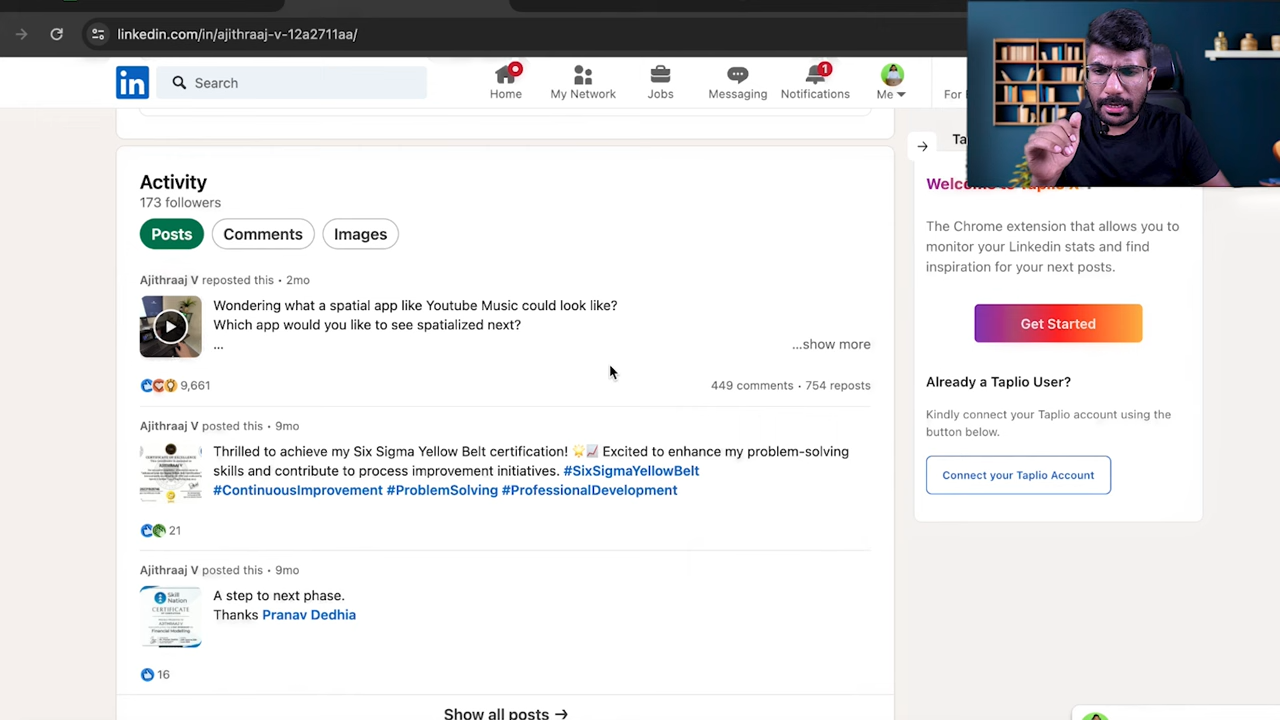 linkedin.com/in/ajithraaj-v-12a2711aa/
in
Search
Home
My Network
Jobs
Messaging
1
Notifications
Me
For
Activity
173 followers
Posts
Comments
Images
Ajithraaj V reposted this • 2mo
Wondering what a spatial app like Youtube Music could look like?
Which app would you like to see spatialized next?
...
...show more
9,661
449 comments • 754 reposts
Ajithraaj V posted this • 9mo
Thrilled to achieve my Six Sigma Yellow Belt certification! 🌟📈 Excited to enhance my problem-solving
skills and contribute to process improvement initiatives. #SixSigmaYellowBelt
#ContinuousImprovement #ProblemSolving #ProfessionalDevelopment
21
Ajithraaj V posted this • 9mo
Skill
Nation
CERTIFICATE
A step to next phase.
Thanks Pranav Dedhia
16
Show all posts →
The Chrome extension that allows you to
monitor your Linkedin stats and find
inspiration for your next posts.
Get Started
Already a Taplio User?
Kindly connect your Taplio account using the
button below.
Connect your Taplio Account